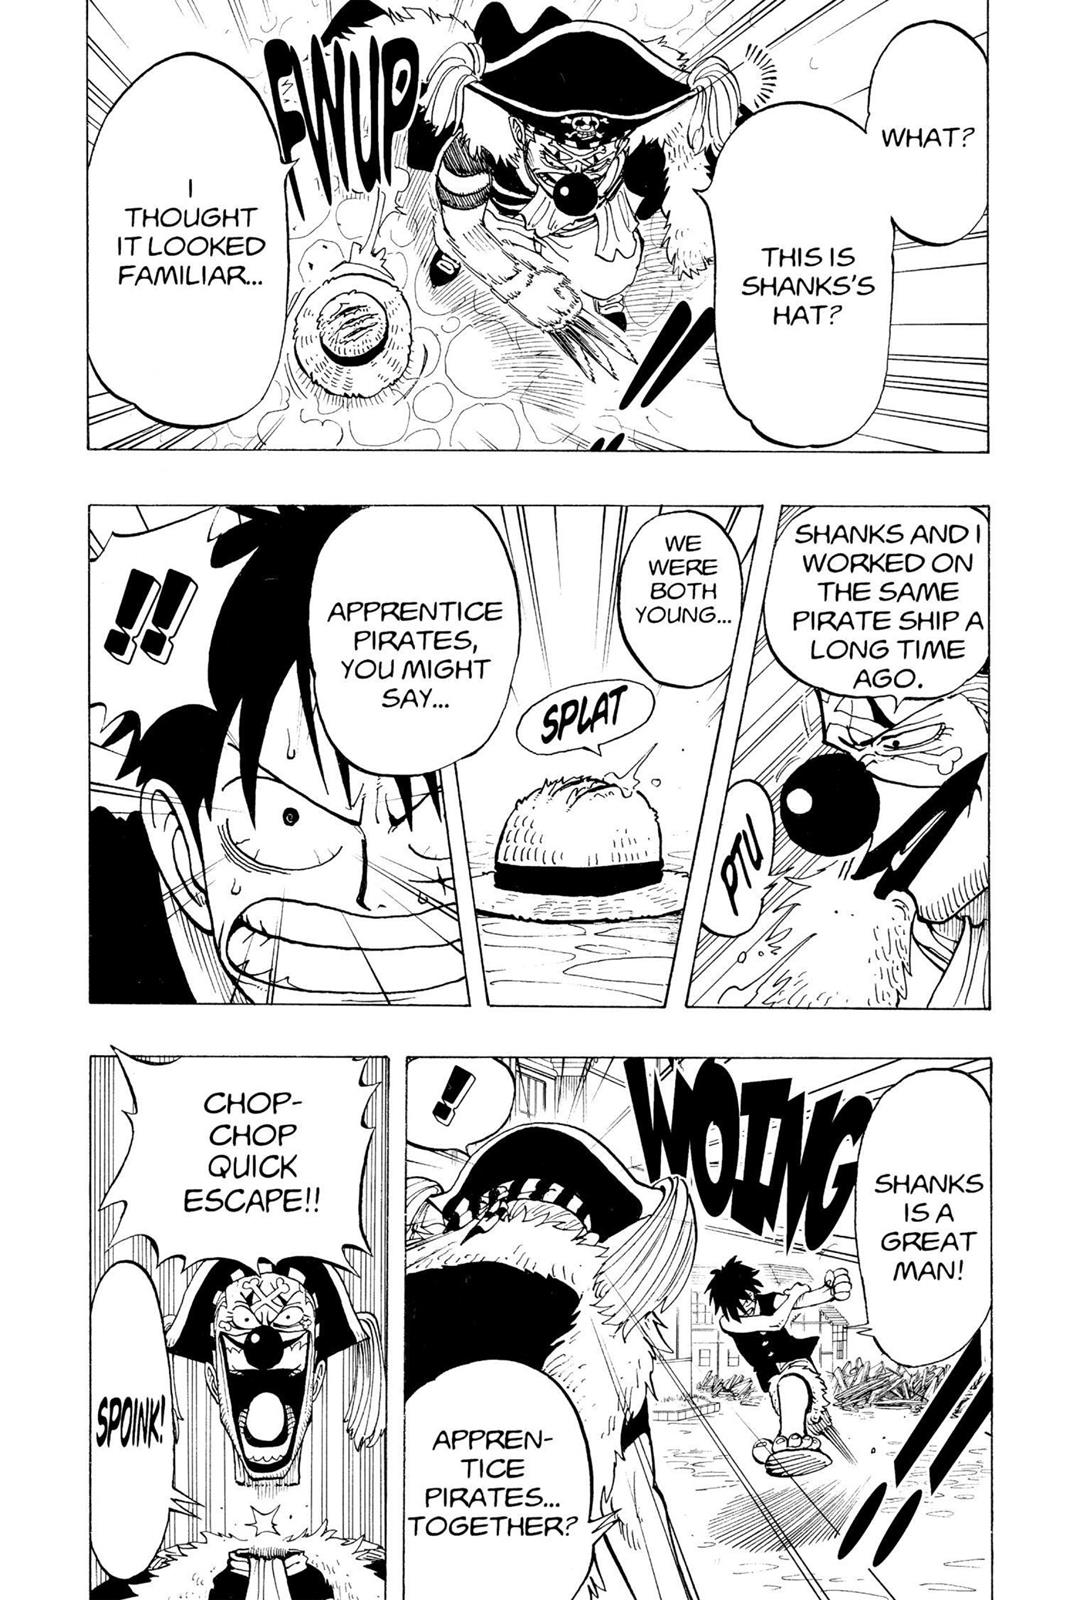 WHAT?
THIS IS
SHANKS'S
HAT?
FWUP
I
THOUGHT
IT LOOKED
FAMILIAR...
SHANKS AND I
WORKED ON
THE SAME
PIRATE SHIP A
LONG TIME
AGO.
PTU
WE
WERE
BOTH
YOUNG...
SPLAT
APPRENTICE
PIRATES,
YOU MIGHT
SAY...
!!
SHANKS
IS A
GREAT
MAN!
WOING
!
APPREN-
TICE
PIRATES...
TOGETHER?
CHOP-
CHOP
QUICK
ESCAPE!!
SPOINK!